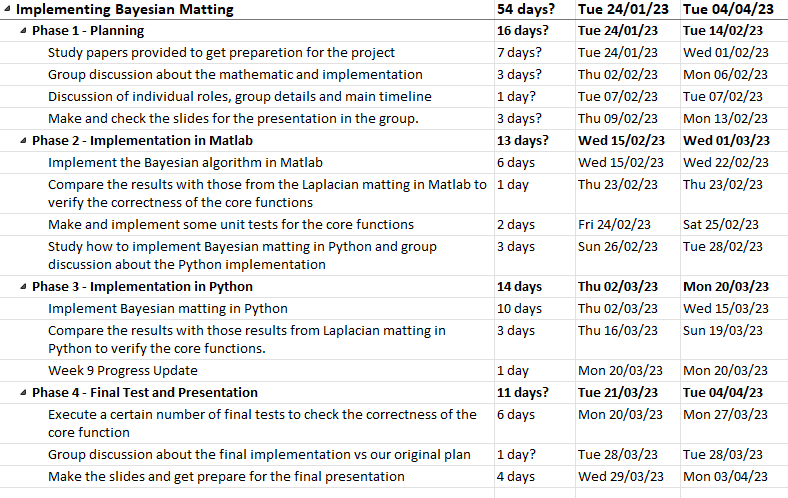 Implementing Bayesian Matting 54 days? Tue 24/01/23 Tue 04/04/23
Phase 1 - Planning 16 days? Tue 24/01/23 Tue 14/02/23
Study papers provided to get preparetion for the project 7 days? Tue 24/01/23 Wed 01/02/23
Group discussion about the mathematic and implementation 3 days? Thu 02/02/23 Mon 06/02/23
Discussion of individual roles, group details and main timeline 1 day? Tue 07/02/23 Tue 07/02/23
Make and check the slides for the presentation in the group. 3 days? Thu 09/02/23 Mon 13/02/23
Phase 2 - Implementation in Matlab 13 days? Wed 15/02/23 Wed 01/03/23
Implement the Bayesian algorithm in Matlab 6 days Wed 15/02/23 Wed 22/02/23
Compare the results with those from the Laplacian matting in Matlab to 1 day Thu 23/02/23 Thu 23/02/23
verify the correctness of the core functions
Make and implement some unit tests for the core functions 2 days Fri 24/02/23 Sat 25/02/23
Study how to implement Bayesian matting in Python and group 3 days Sun 26/02/23 Tue 28/02/23
discussion about the Python implementation
Phase 3 - Implementation in Python 14 days Thu 02/03/23 Mon 20/03/23
Implement Bayesian matting in Python 10 days Thu 02/03/23 Wed 15/03/23
Compare the results with those results from Laplacian matting in 3 days Thu 16/03/23 Sun 19/03/23
Python to verify the core functions.
Week 9 Progress Update 1 day Mon 20/03/23 Mon 20/03/23
Phase 4 - Final Test and Presentation 11 days? Tue 21/03/23 Tue 04/04/23
Execute a certain number of final tests to check the correctness of the 6 days Mon 20/03/23 Mon 27/03/23
core function
Group discussion about the final implementation vs our original plan 1 day? Tue 28/03/23 Tue 28/03/23
Make the slides and get prepare for the final presentation 4 days Wed 29/03/23 Mon 03/04/23